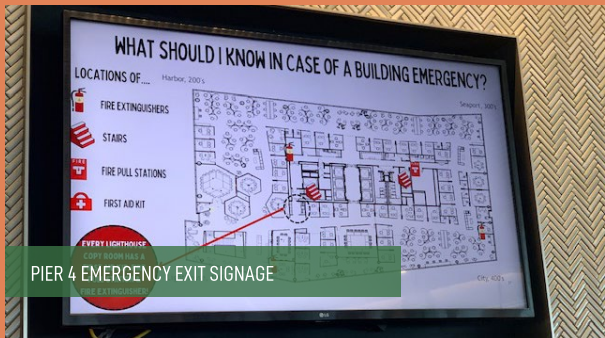 WHAT SHOULD I KNOW IN CASE OF A BUILDING EMERGENCY?
LOCATIONS OF....
Harbor, 200's
Seaport, 300's
FIRE EXTINGUISHERS
STAIRS
FIRE
FIRE PULL STATIONS
FIRST AID KIT
EVERY LIGHTHOUSE
COPY ROOM HAS A
FIRE EXTINGUISHER!
PIER 4 EMERGENCY EXIT SIGNAGE
City, 400's
LG